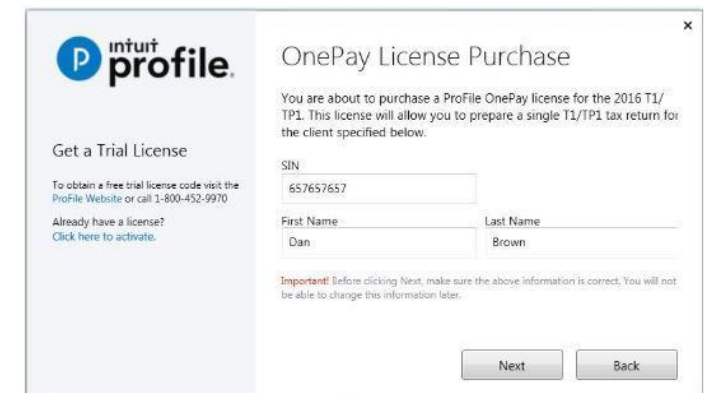 intuit
profile.
Get a Trial License
To obtain a free trial license code visit the
ProFile Website or call 1-800-452-9970
Already have a license?
Click here to activate.
OnePay License Purchase
You are about to purchase a ProFile OnePay license for the 2016 T1/
TP1. This license will allow you to prepare a single T1/TP1 tax return for
the client specified below.
SIN
657657657
First Name Last Name
Dan Brown
Important! Before clicking Next, make sure the above information is correct. You will not
be able to change this information later.
Next Back